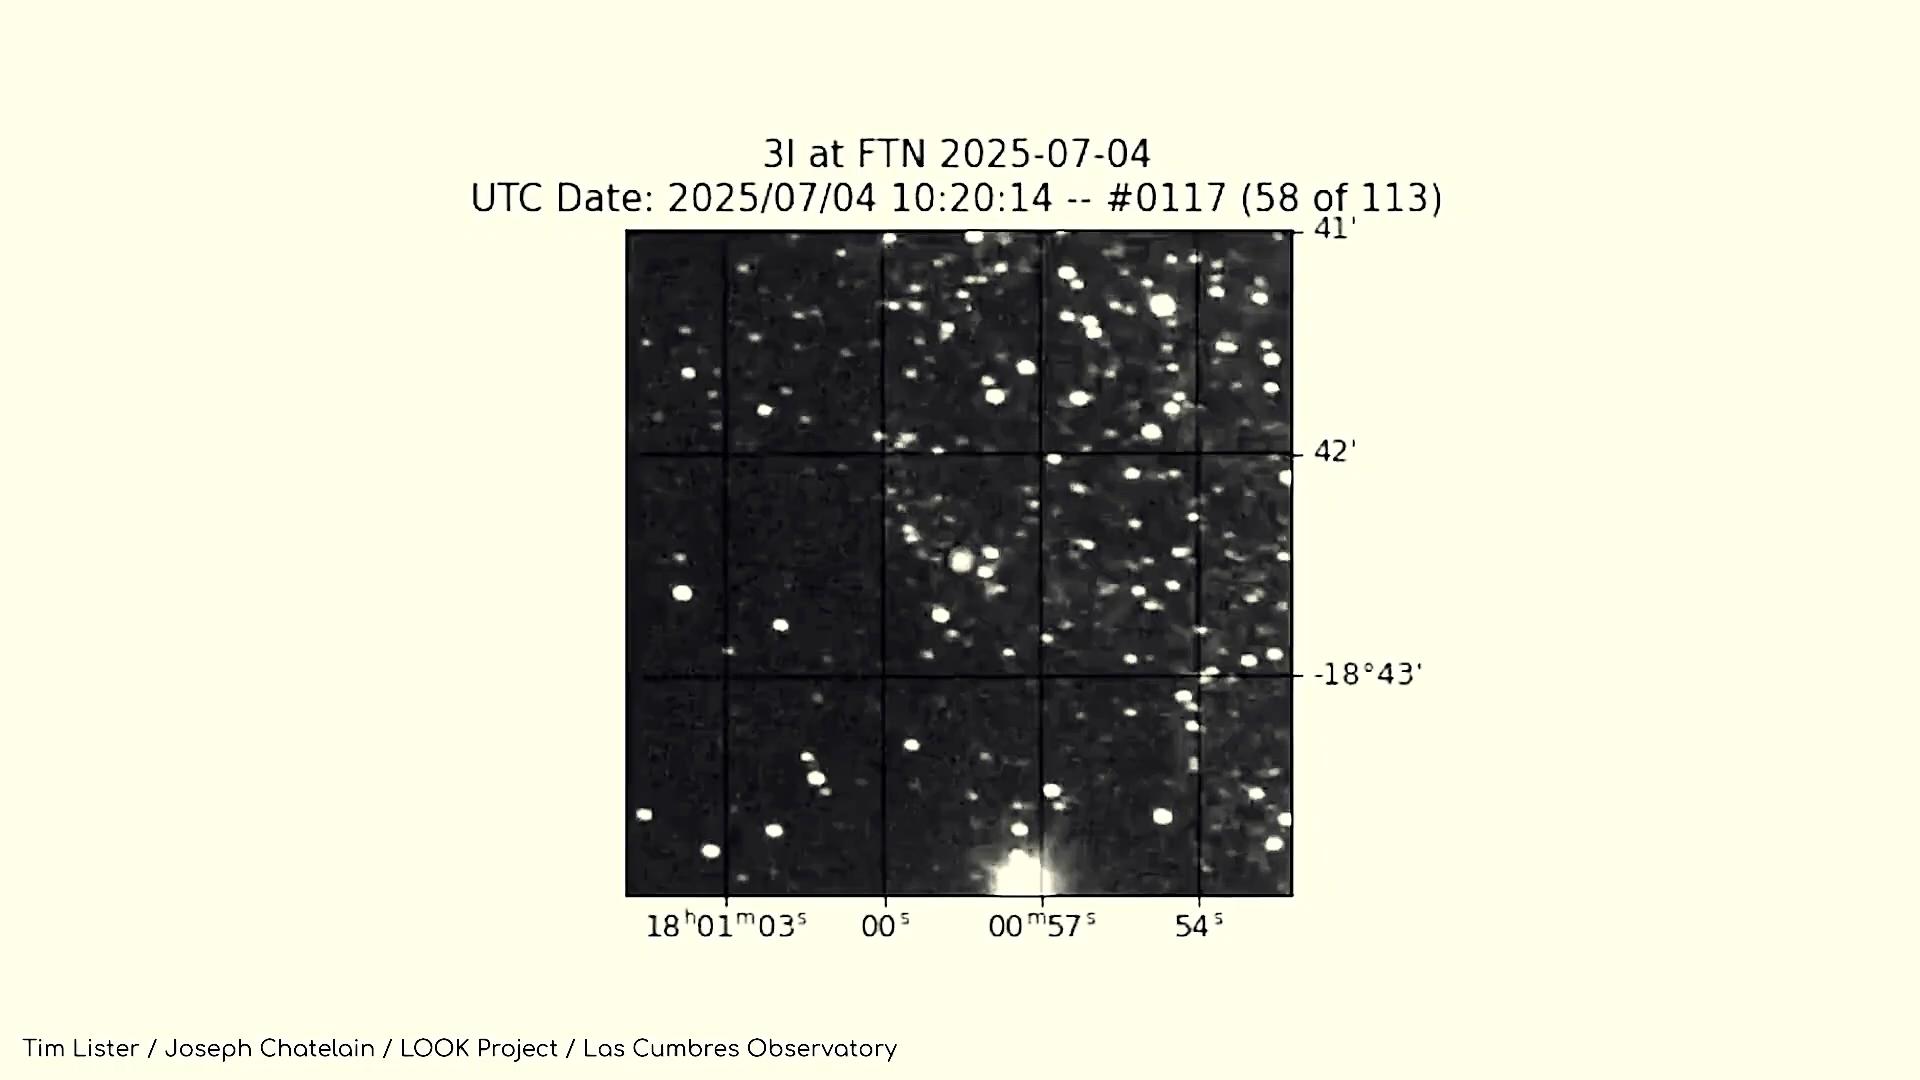 3I at FTN 2025-07-04
UTC Date: 2025/07/04 10:20:14 -- #0117 (58 of 113)
41'
42'
-18°43'
18ʰ01ᵐ03ˢ 00ˢ 00ᵐ57ˢ 54ˢ
Tim Lister / Joseph Chatelain / LOOK Project / Las Cumbres Observatory